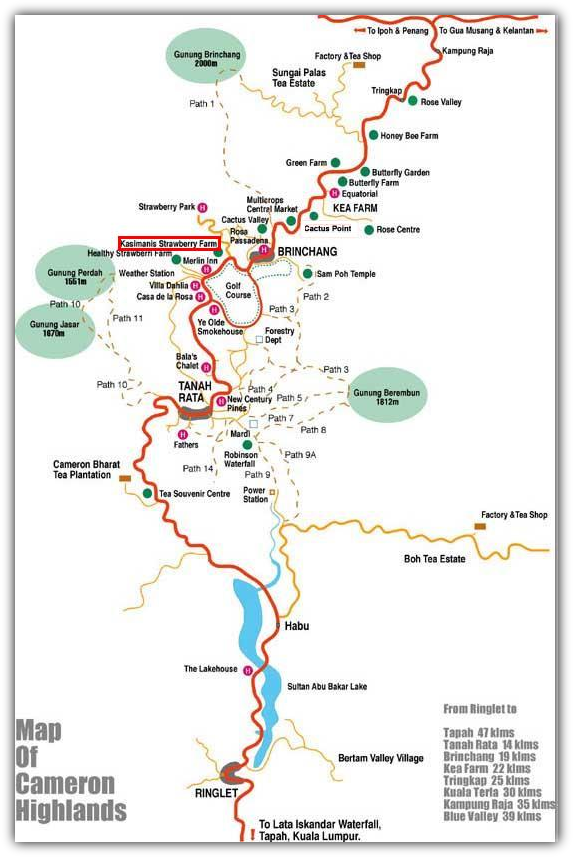 To Ipoh & Penang
To Gua Musang & Kelantan
Kampung Raja
Gunung Brinchang
2000m
Factory &Tea Shop
Sungai Palas
Tea Estate
Tringkap
Rose Valley
Path 1
Honey Bee Farm
Green Farm
Butterfly Garden
Butterfly Farm
H
Equatorial
KEA FARM
Strawberry Park
H
Multicrops
Central Market
Cactus Valley
Cactus Point
Rose Centre
Rosa
Passadena
H
BRINCHANG
Kasimanis Strawberry Farm
Healthy Strawberri Farm
Merlin Inn
H
Sam Poh Temple
Gunung Perdah
1551m
Weather Station
Villa Dahlia
H
Casa de la Rosa
H
Golf
Course
Path 2
Path 10
Path 11
Path 3
Gunung Jasar
1670m
H
Ye Olde
Smokehouse
Forestry
Dept
Bala's
Chalet
H
Path 3
Path 10
TANAH
RATA
Path 4
Gunung Berembun
1812m
H
New Century
Pines
Path 5
Path 7
Path 8
H
Fathers
Mardi
Robinson
Waterfall
Path 9A
Path 14
Path 9
Cameron Bharat
Tea Plantation
Tea Souvenir Centre
Power
Station
Factory &Tea Shop
Boh Tea Estate
Habu
The Lakehouse
H
Sultan Abu Bakar Lake
Bertam Valley Village
RINGLET
To Lata Iskandar Waterfall,
Tapah, Kuala Lumpur.
Map
Of
Cameron
Highlands
From Ringlet to
Tapah 47 klms
Tanah Rata 14 klms
Brinchang 19 klms
Kea Farm 22 klms
Tringkap 25 klms
Kuala Terla 30 klms
Kampung Raja 35 klms
Blue Valley 39 klms